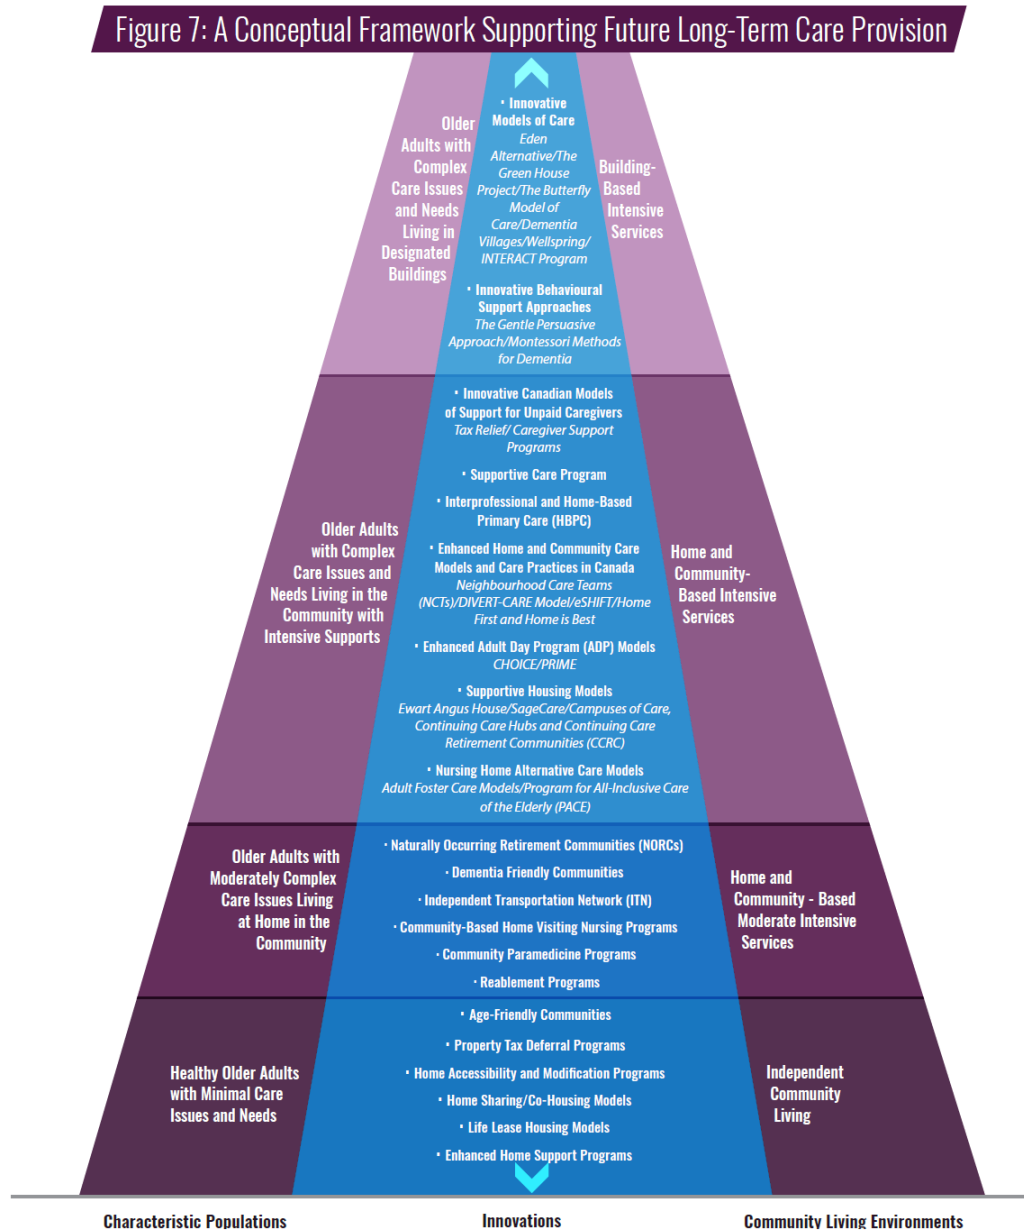 Figure 7: A Conceptual Framework Supporting Future Long-Term Care Provision
Older
Adults with
Complex
Care Issues
and Needs
Living in
Designated
Buildings
· Innovative
Models of Care
Eden
Alternative/The
Green House
Project/The Butterfly
Model of
Care/Dementia
Villages/Wellspring/
INTERACT Program
· Innovative Behavioural
Support Approaches
The Gentle Persuasive
Approach/Montessori Methods
for Dementia
Building-
Based
Intensive
Services
Older Adults
with Complex
Care Issues and
Needs Living in the
Community with
Intensive Supports
· Innovative Canadian Models
of Support for Unpaid Caregivers
Tax Relief/ Caregiver Support
Programs
· Supportive Care Program
· Interprofessional and Home-Based
Primary Care (HBPC)
· Enhanced Home and Community Care
Models and Care Practices in Canada
Neighbourhood Care Teams
(NCTs)/DIVERT-CARE Model/eSHIFT/Home
First and Home is Best
· Enhanced Adult Day Program (ADP) Models
CHOICE/PRIME
· Supportive Housing Models
Ewart Angus House/SageCare/Campuses of Care,
Continuing Care Hubs and Continuing Care
Retirement Communities (CCRC)
· Nursing Home Alternative Care Models
Adult Foster Care Models/Program for All-Inclusive Care
of the Elderly (PACE)
Home and
Community-
Based Intensive
Services
Older Adults with
Moderately Complex
Care Issues Living
at Home in the
Community
· Naturally Occurring Retirement Communities (NORCs)
· Dementia Friendly Communities
· Independent Transportation Network (ITN)
· Community-Based Home Visiting Nursing Programs
· Community Paramedicine Programs
· Reablement Programs
Home and
Community - Based
Moderate Intensive
Services
Healthy Older Adults
with Minimal Care
Issues and Needs
· Age-Friendly Communities
· Property Tax Deferral Programs
· Home Accessibility and Modification Programs
· Home Sharing/Co-Housing Models
· Life Lease Housing Models
· Enhanced Home Support Programs
Independent
Community
Living
Characteristic Populations
Innovations
Community Living Environments